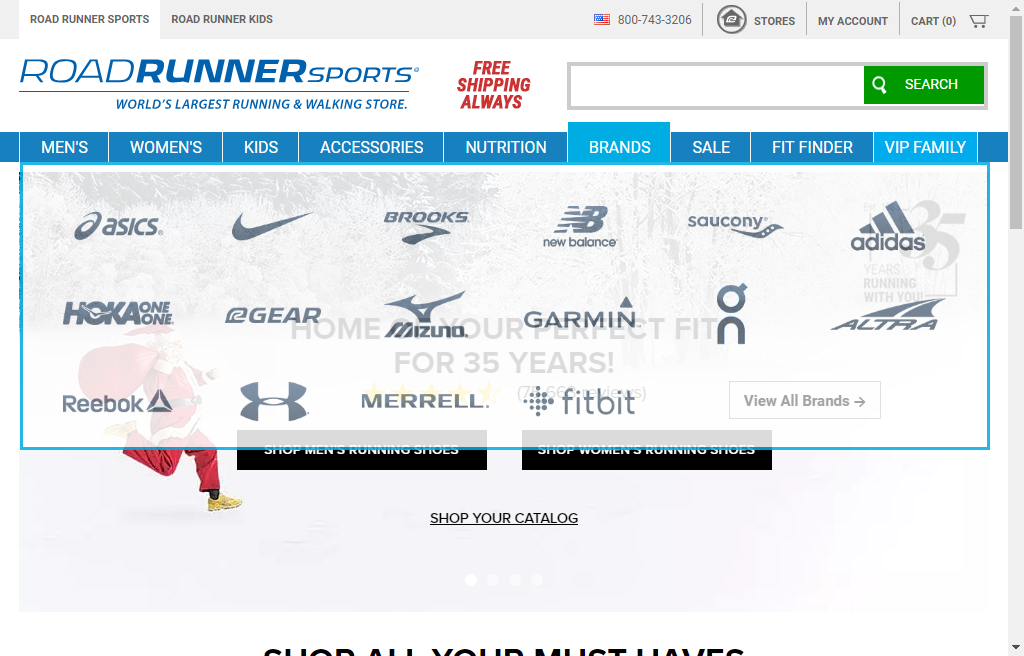 ROAD RUNNER SPORTS
ROAD RUNNER KIDS
800-743-3206
STORES
MY ACCOUNT
CART (0)
ROADRUNNERSPORTS
WORLD'S LARGEST RUNNING & WALKING STORE.
FREE
SHIPPING
ALWAYS
SEARCH
MEN'S
WOMEN'S
KIDS
ACCESSORIES
NUTRITION
BRANDS
SALE
FIT FINDER
VIP FAMILY
asics
BROOKS
new balance
saucony
adidas
35
YEARS
RUNNING
WITH YOU!
HOKA ONE ONE
GEAR
MIZUNO
GARMIN
on
ALTRA
HOME OF YOUR PERFECT FIT
FOR 35 YEARS!
Reebok
MERRELL
fitbit
reviews)
View All Brands →
SHOP MEN'S RUNNING SHOES
SHOP WOMEN'S RUNNING SHOES
SHOP YOUR CATALOG
SHOP ALL YOUR MUST HAVES